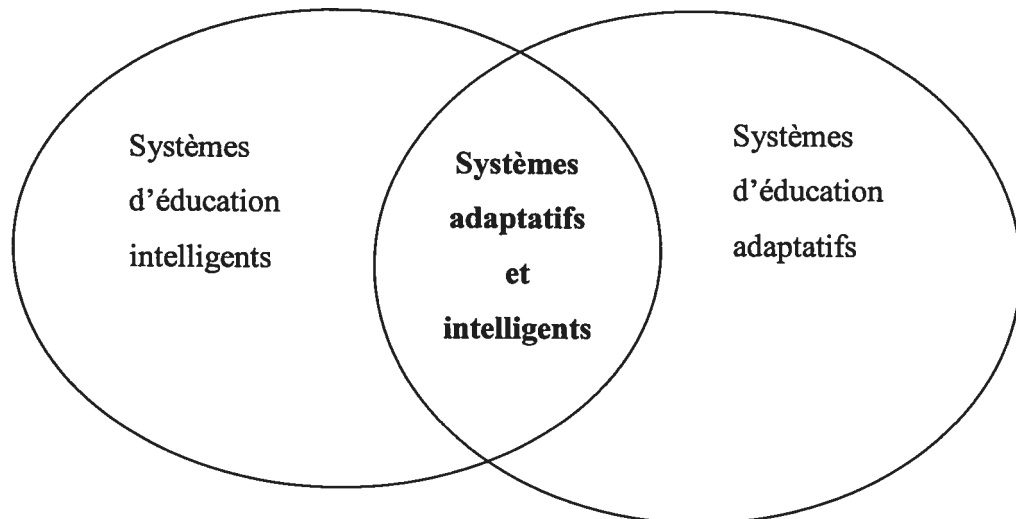 Systèmes
d'éducation
intelligents
Systèmes
adaptatifs
et
intelligents
Systèmes
d'éducation
adaptatifs